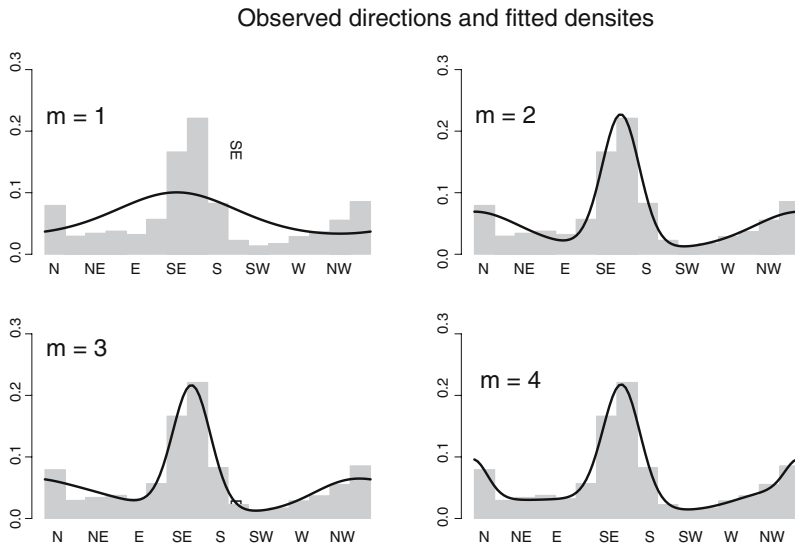 Observed directions and fitted densites
0.3
0.2
0.1
0.0
m = 1
SE
N NE E SE S SW W NW
0.3
0.2
0.1
0.0
m = 2
N NE E SE S SW W NW
0.3
0.2
0.1
0.0
m = 3
E
N NE E SE S SW W NW
0.3
0.2
0.1
0.0
m = 4
N NE E SE S SW W NW